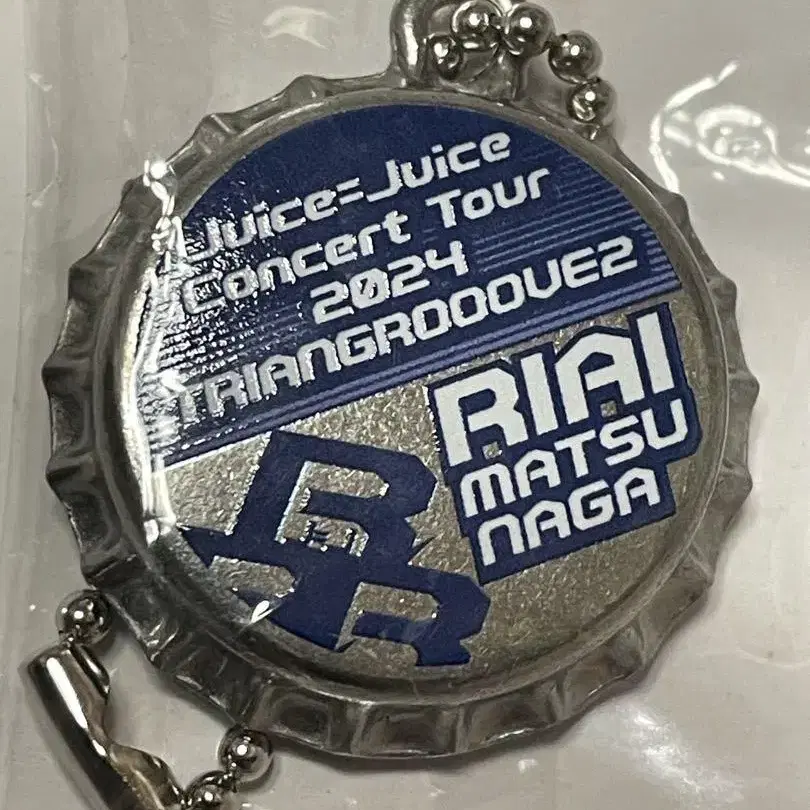 Juice=Juice
Concert Tour
2024
TRIANGROOOVE2
RIAI
MATSU
NAGA